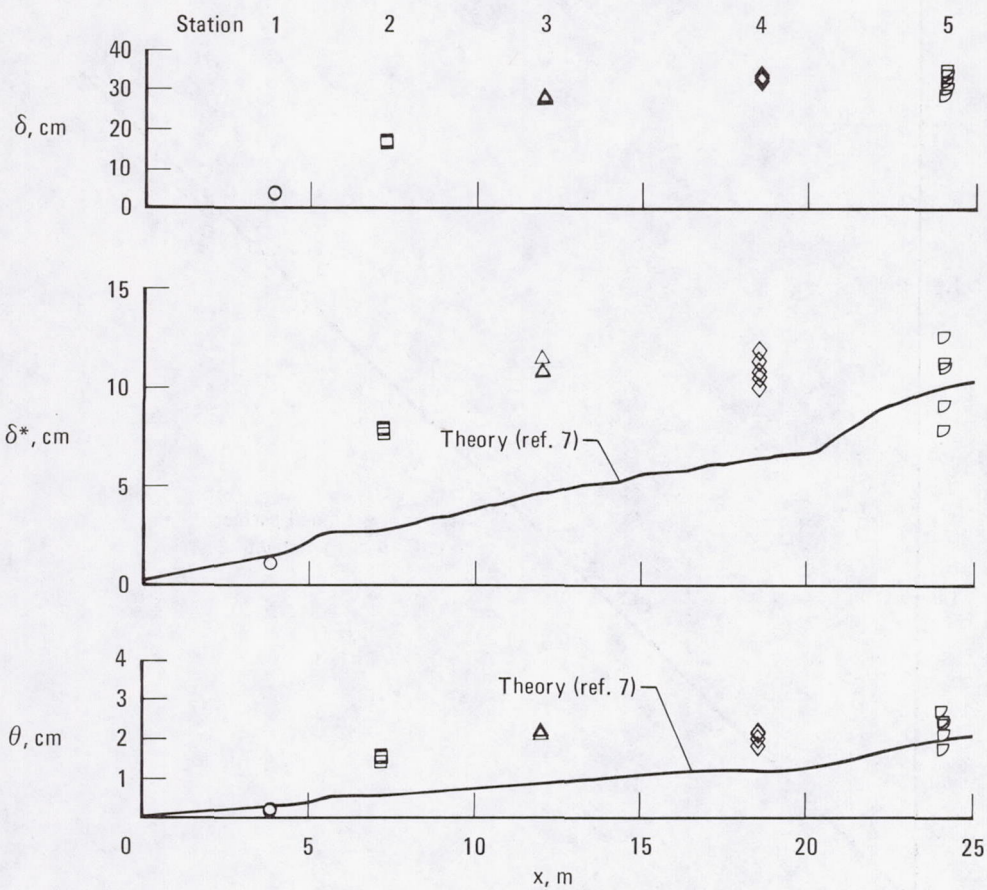 Station 1 2 3 4 5
40
30
δ, cm
20
10
0
15
10
δ*, cm
Theory (ref. 7)
5
0
4
Theory (ref. 7)
3
θ, cm
2
1
0 5 10 15 20 25
x, m